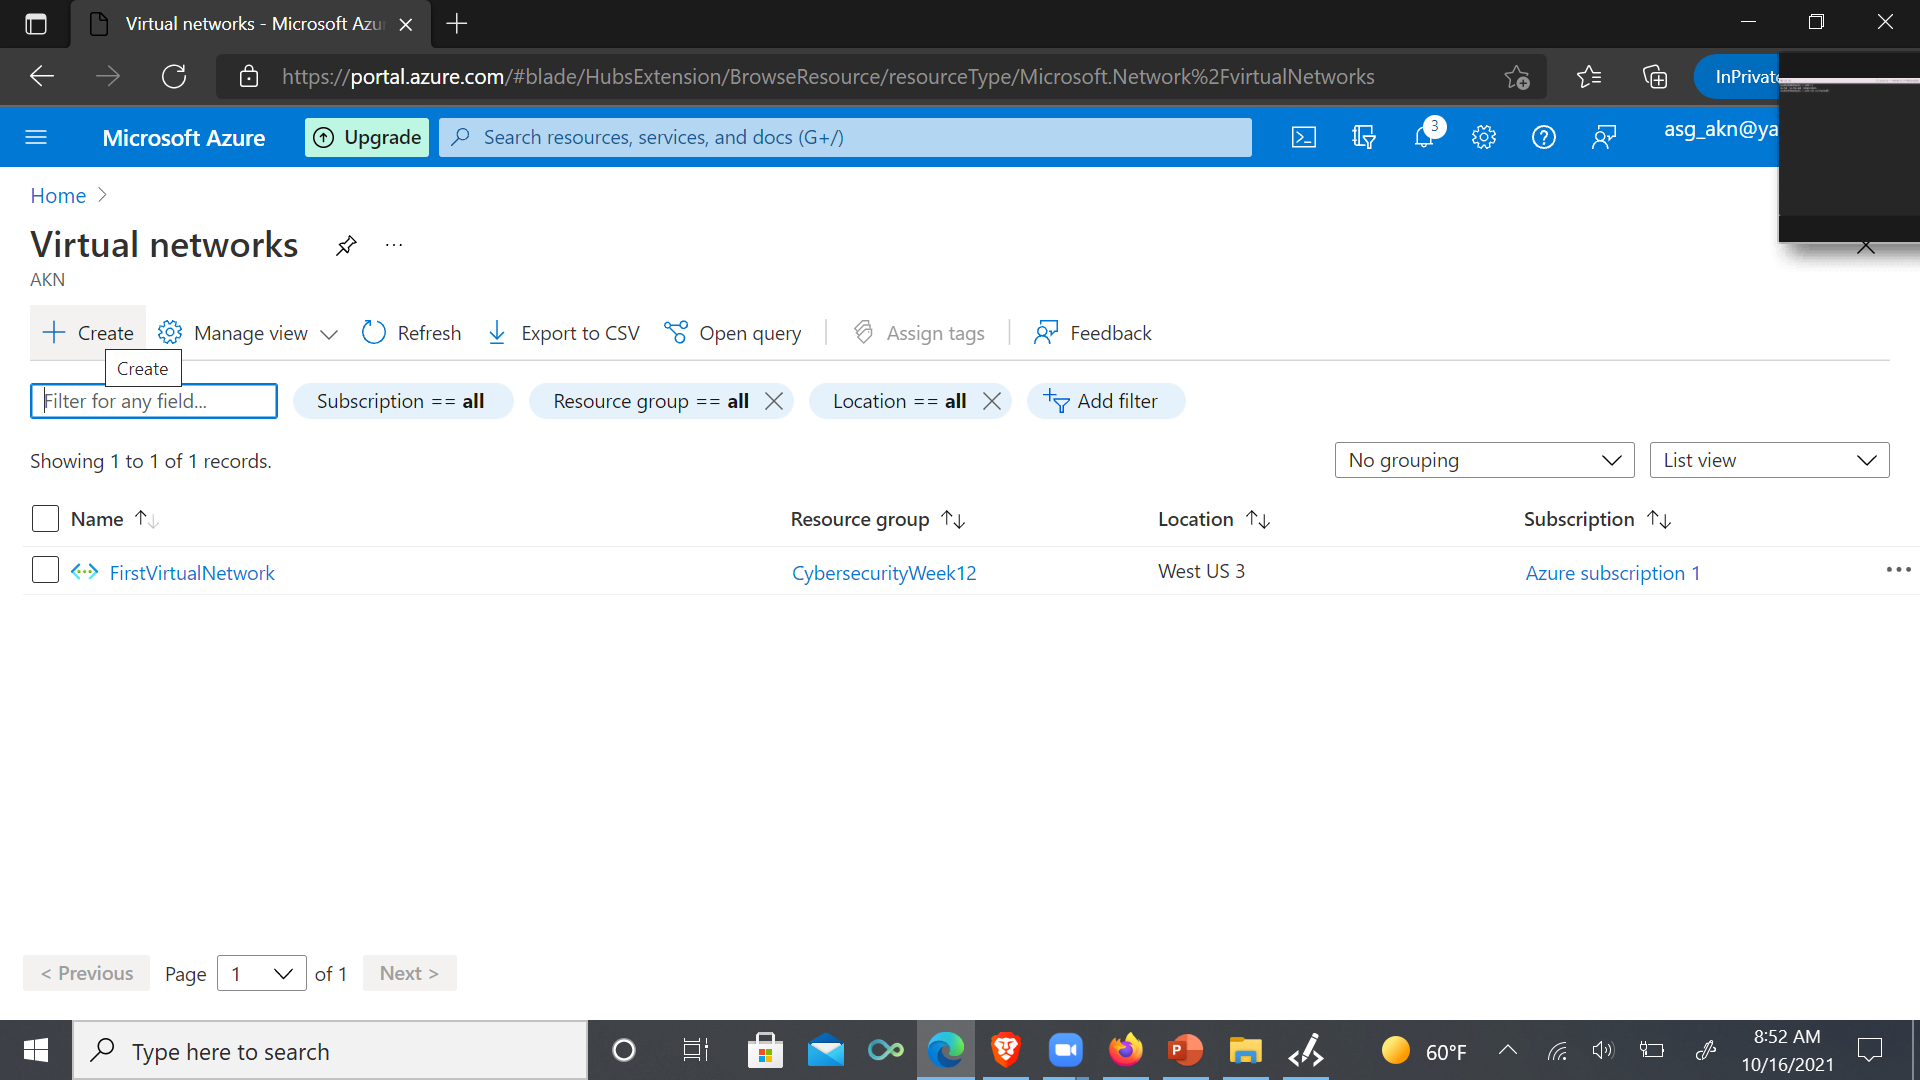 Virtual networks - Microsoft Azu
https://portal.azure.com/#blade/HubsExtension/BrowseResource/resourceType/Microsoft.Network%2FvirtualNetworks
InPrivate
Microsoft Azure
Upgrade
Search resources, services, and docs (G+/)
3
asg_akn@ya
Home >
Virtual networks
...
AKN
Create
Manage view
Refresh
Export to CSV
Open query
Assign tags
Feedback
Create
Filter for any field...
Subscription == all
Resource group == all
Location == all
Add filter
Showing 1 to 1 of 1 records.
No grouping
List view
Name
Resource group
Location
Subscription
FirstVirtualNetwork
CybersecurityWeek12
West US 3
Azure subscription 1
< Previous
Page
1
of 1
Next >
Type here to search
60°F
8:52 AM
10/16/2021